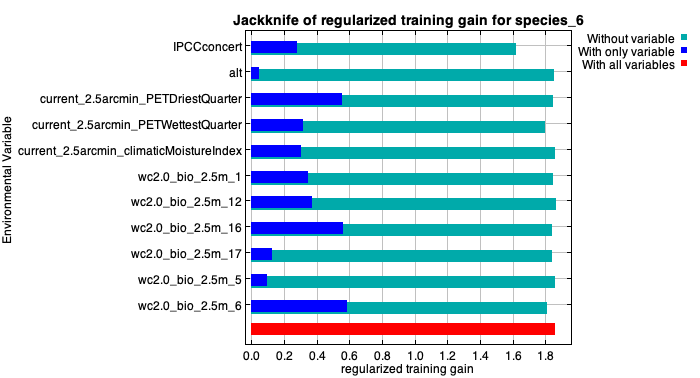 Jackknife of regularized training gain for species_6
Without variable
With only variable
With all variables
Environmental Variable
IPCCconcert
alt
current_2.5arcmin_PETDriestQuarter
current_2.5arcmin_PETWettestQuarter
current_2.5arcmin_climaticMoistureIndex
wc2.0_bio_2.5m_1
wc2.0_bio_2.5m_12
wc2.0_bio_2.5m_16
wc2.0_bio_2.5m_17
wc2.0_bio_2.5m_5
wc2.0_bio_2.5m_6
0.0 0.2 0.4 0.6 0.8 1.0 1.2 1.4 1.6 1.8
regularized training gain